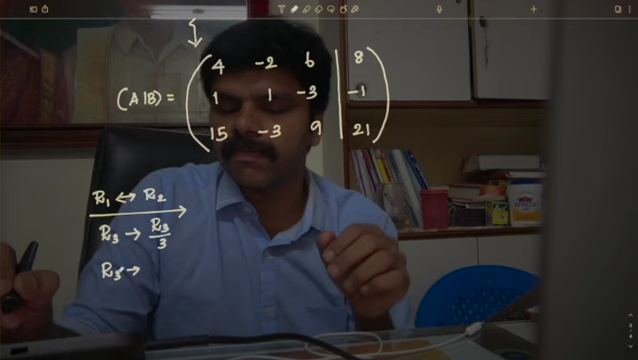 4 -2 6 | 8
(A|B) = 1 1 -3 | -1
15 -3 9 | 21
R₁ ↔ R₂
R₃ → R₃/3
R₃ →